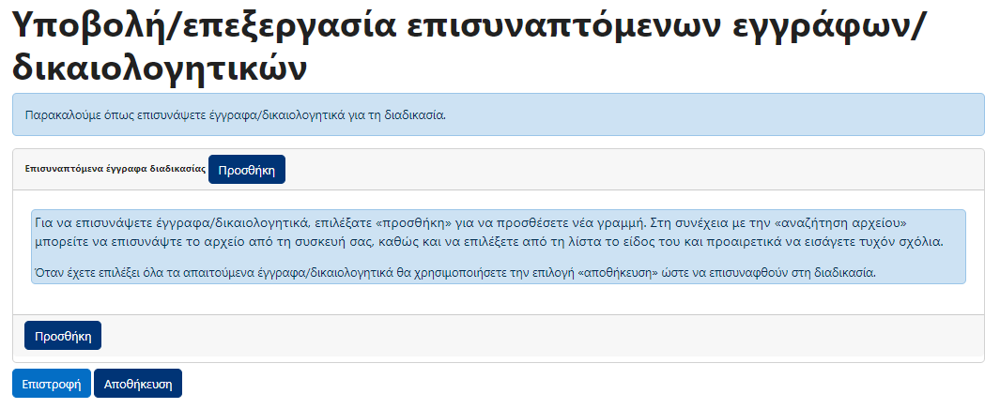 Υποβολή/επεξεργασία επισυναπτόμενων εγγράφων/
δικαιολογητικών
Παρακαλούμε όπως επισυνάψετε έγγραφα/δικαιολογητικά για τη διαδικασία.
Επισυναπτόμενα έγγραφα διαδικασίας Προσθήκη
Για να επισυνάψετε έγγραφα/δικαιολογητικά, επιλέξατε «προσθήκη» για να προσθέσετε νέα γραμμή. Στη συνέχεια με την «αναζήτηση αρχείου»
μπορείτε να επισυνάψτε το αρχείο από τη συσκευή σας, καθώς και να επιλέξετε από τη λίστα το είδος του και προαιρετικά να εισάγετε τυχόν σχόλια.
Όταν έχετε επιλέξει όλα τα απαιτούμενα έγγραφα/δικαιολογητικά θα χρησιμοποιήσετε την επιλογή «αποθήκευση» ώστε να επισυναφθούν στη διαδικασία.
Προσθήκη
Επιστροφή Αποθήκευση